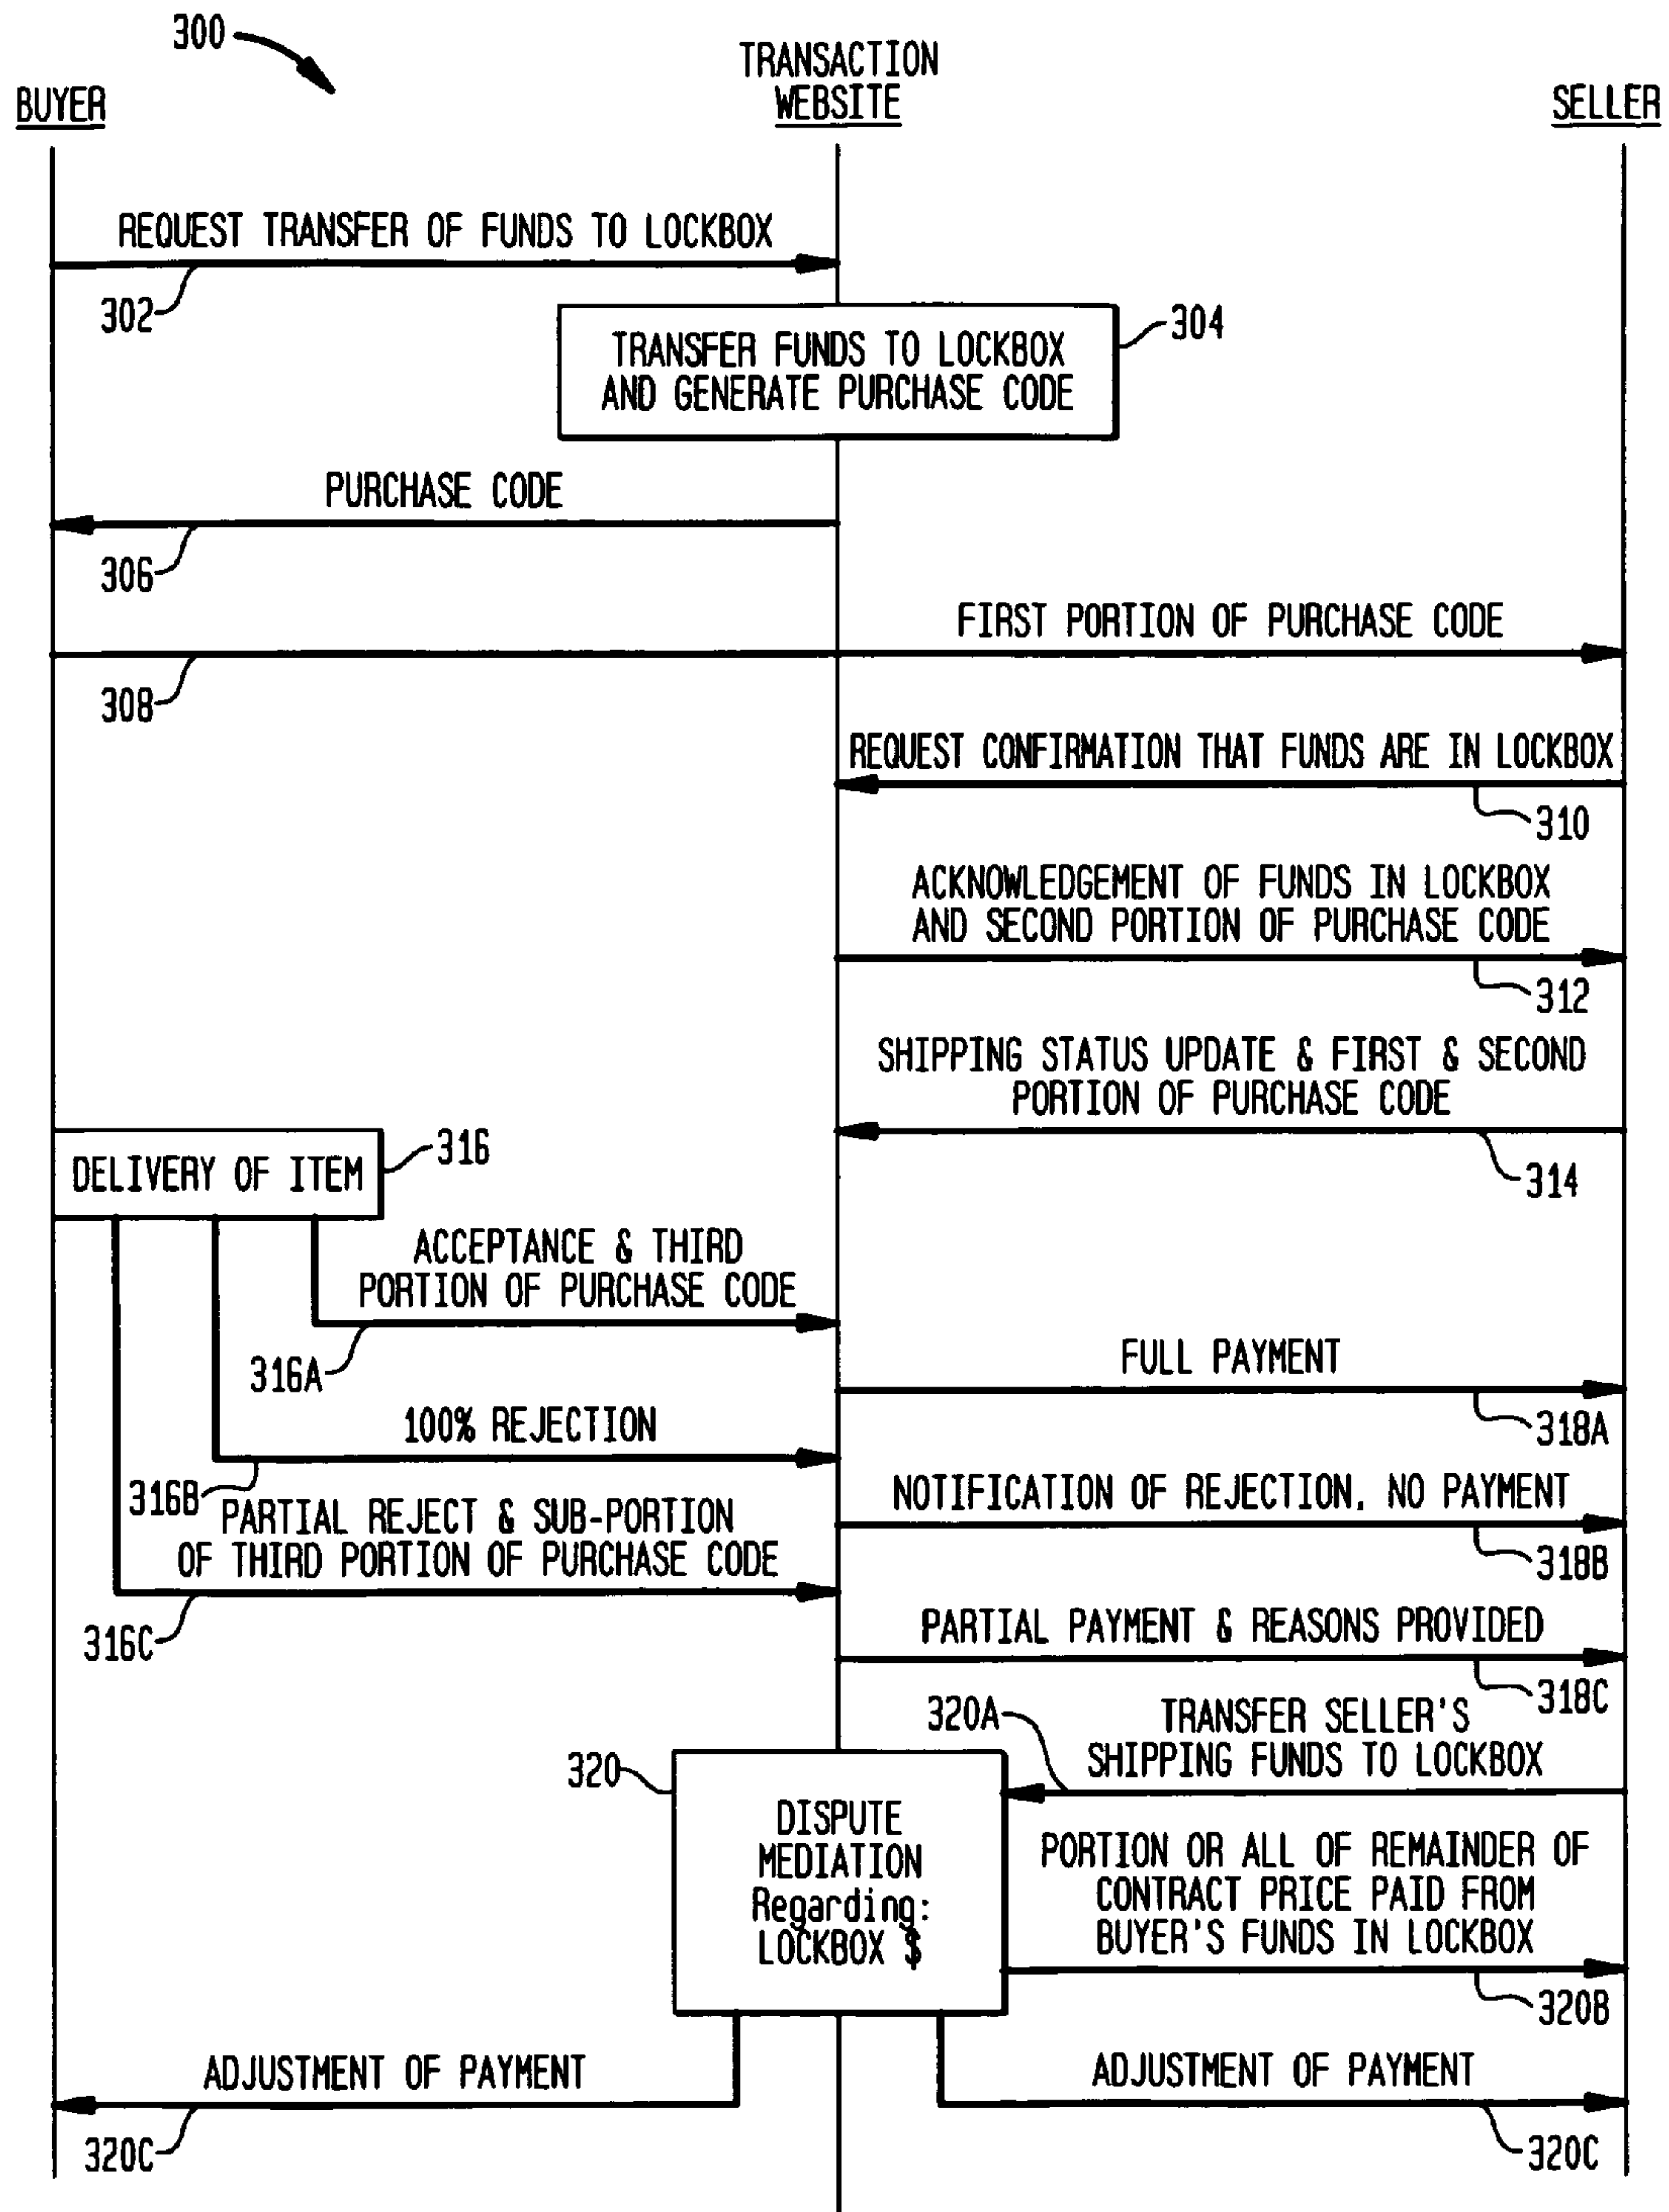 300
TRANSACTION
WEBSITE
BUYER
SELLER
REQUEST TRANSFER OF FUNDS TO LOCKBOX
302
304
TRANSFER FUNDS TO LOCKBOX
AND GENERATE PURCHASE CODE
PURCHASE CODE
306
FIRST PORTION OF PURCHASE CODE
308
REQUEST CONFIRMATION THAT FUNDS ARE IN LOCKBOX
310
ACKNOWLEDGEMENT OF FUNDS IN LOCKBOX
AND SECOND PORTION OF PURCHASE CODE
312
SHIPPING STATUS UPDATE & FIRST & SECOND
PORTION OF PURCHASE CODE
314
DELIVERY OF ITEM
316
ACCEPTANCE & THIRD
PORTION OF PURCHASE CODE
316A
FULL PAYMENT
318A
100% REJECTION
316B
NOTIFICATION OF REJECTION, NO PAYMENT
318B
PARTIAL REJECT & SUB-PORTION
OF THIRD PORTION OF PURCHASE CODE
316C
PARTIAL PAYMENT & REASONS PROVIDED
318C
320A
TRANSFER SELLER'S
SHIPPING FUNDS TO LOCKBOX
320
DISPUTE
MEDIATION
Regarding:
LOCKBOX $
PORTION OR ALL OF REMAINDER OF
CONTRACT PRICE PAID FROM
BUYER'S FUNDS IN LOCKBOX
320B
ADJUSTMENT OF PAYMENT
320C
ADJUSTMENT OF PAYMENT
320C